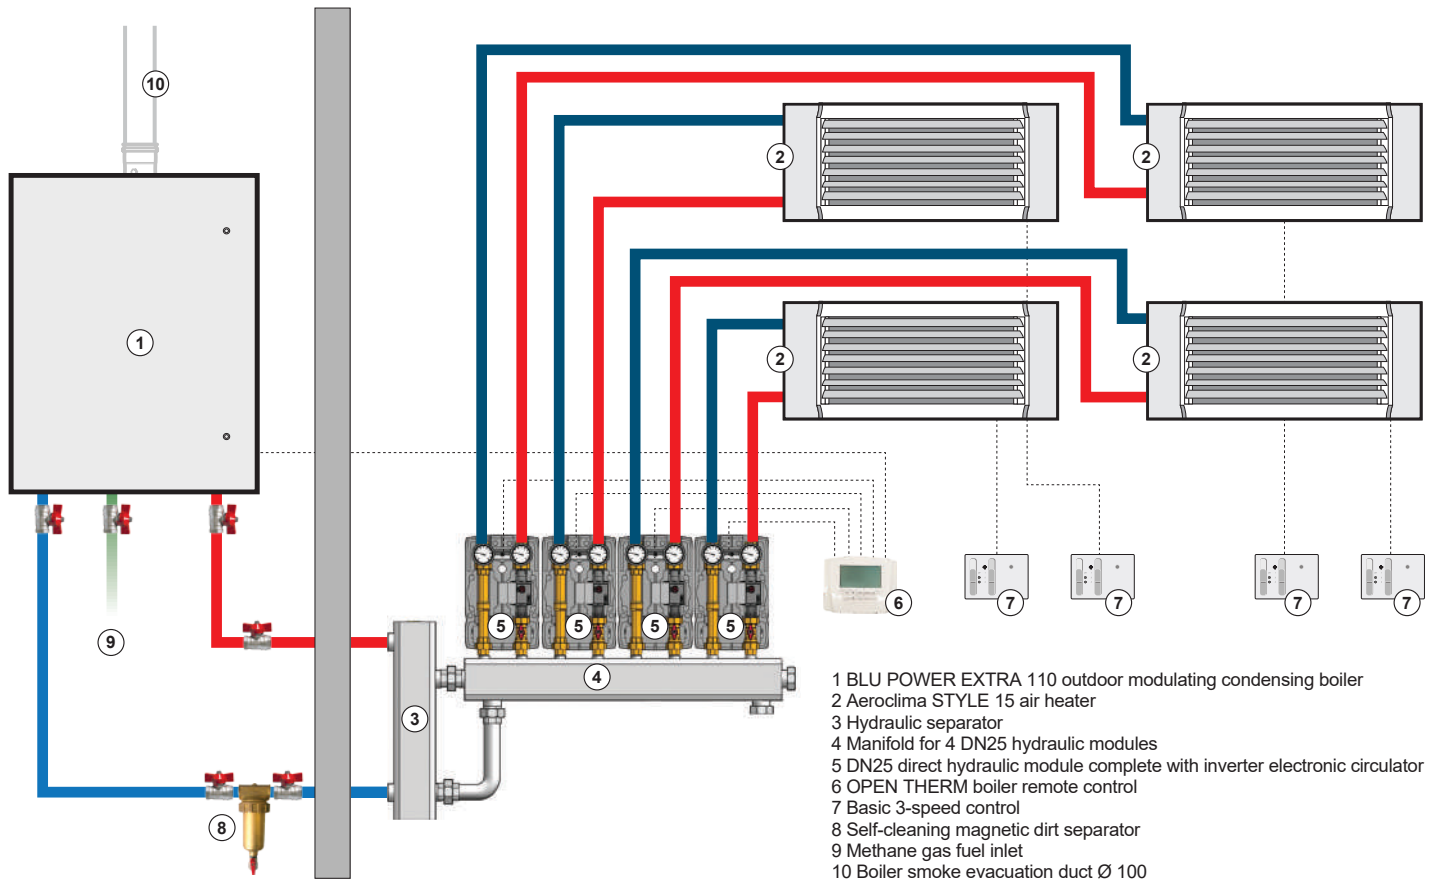 10
2
2
1
2
2
9
5
5
5
5
6
7
7
7
7
4
3
8
1 BLU POWER EXTRA 110 outdoor modulating condensing boiler
2 Aeroclima STYLE 15 air heater
3 Hydraulic separator
4 Manifold for 4 DN25 hydraulic modules
5 DN25 direct hydraulic module complete with inverter electronic circulator
6 OPEN THERM boiler remote control
7 Basic 3-speed control
8 Self-cleaning magnetic dirt separator
9 Methane gas fuel inlet
10 Boiler smoke evacuation duct Ø 100